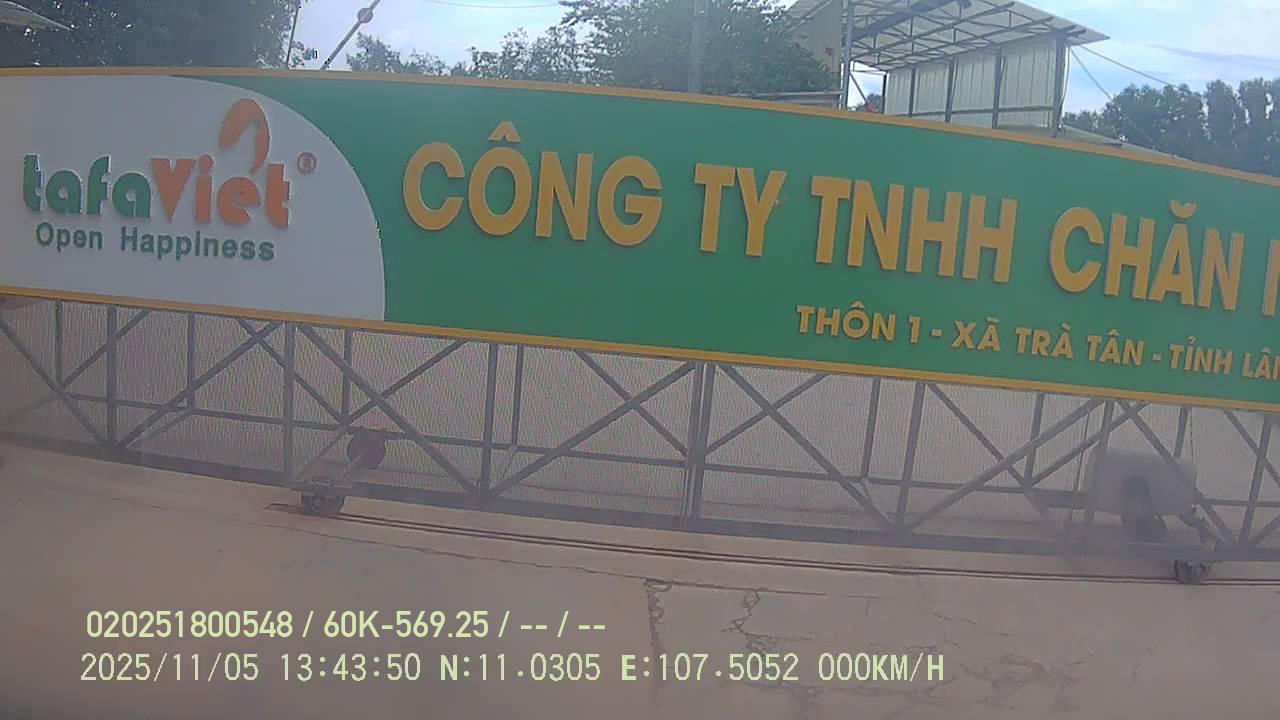 tafaViet®
Open Happiness
CÔNG TY TNHH CHĂN
THÔN 1 - XÃ TRÀ TÂN - TỈNH LÂ
020251800548 / 60K-569.25 / -- / --
2025/11/05 13:43:50 N:11.0305 E:107.5052 000KM/H